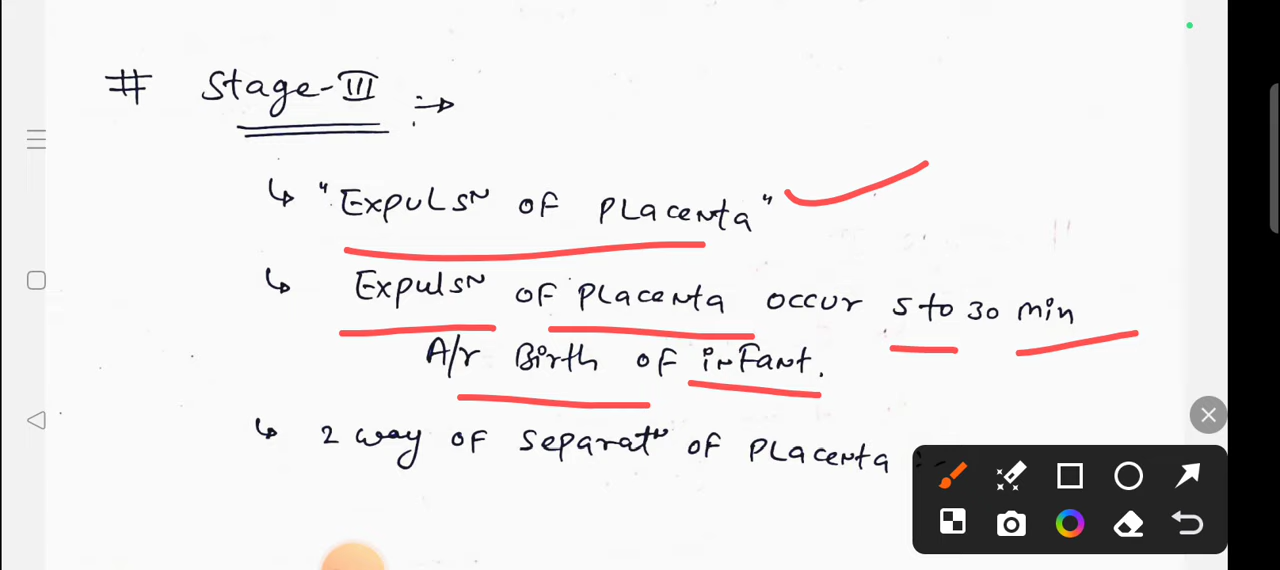 # Stage-III :→
↳ "Expulsⁿ of Placenta"
↳ Expulsⁿ of Placenta occur 5 to 30 min
A/r Birth of infant.
↳ 2 way of separatⁿ of Placenta